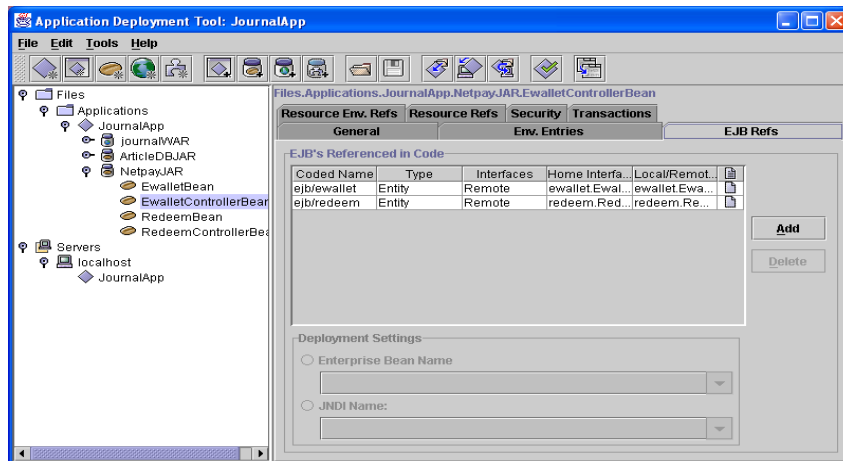 Application Deployment Tool: JournalApp
File Edit Tools Help
Files
Applications
JournalApp
journalWAR
ArticleDBJAR
NetpayJAR
EwalletBean
EwalletControllerBear
RedeemBean
RedeemControllerBea
Servers
localhost
JournalApp
Files.Applications.JournalApp.NetpayJAR.EwalletControllerBean
Resource Env. Refs Resource Refs Security Transactions
General Env. Entries EJB Refs
EJB's Referenced in Code
Coded Name Type Interfaces Home Interfa... Local/Remot...
ejb/ewallet Entity Remote ewallet.Ewal... ewallet.Ewa...
ejb/redeem Entity Remote redeem.Red... redeem.Re...
Add
Delete
Deployment Settings
Enterprise Bean Name
JNDI Name: